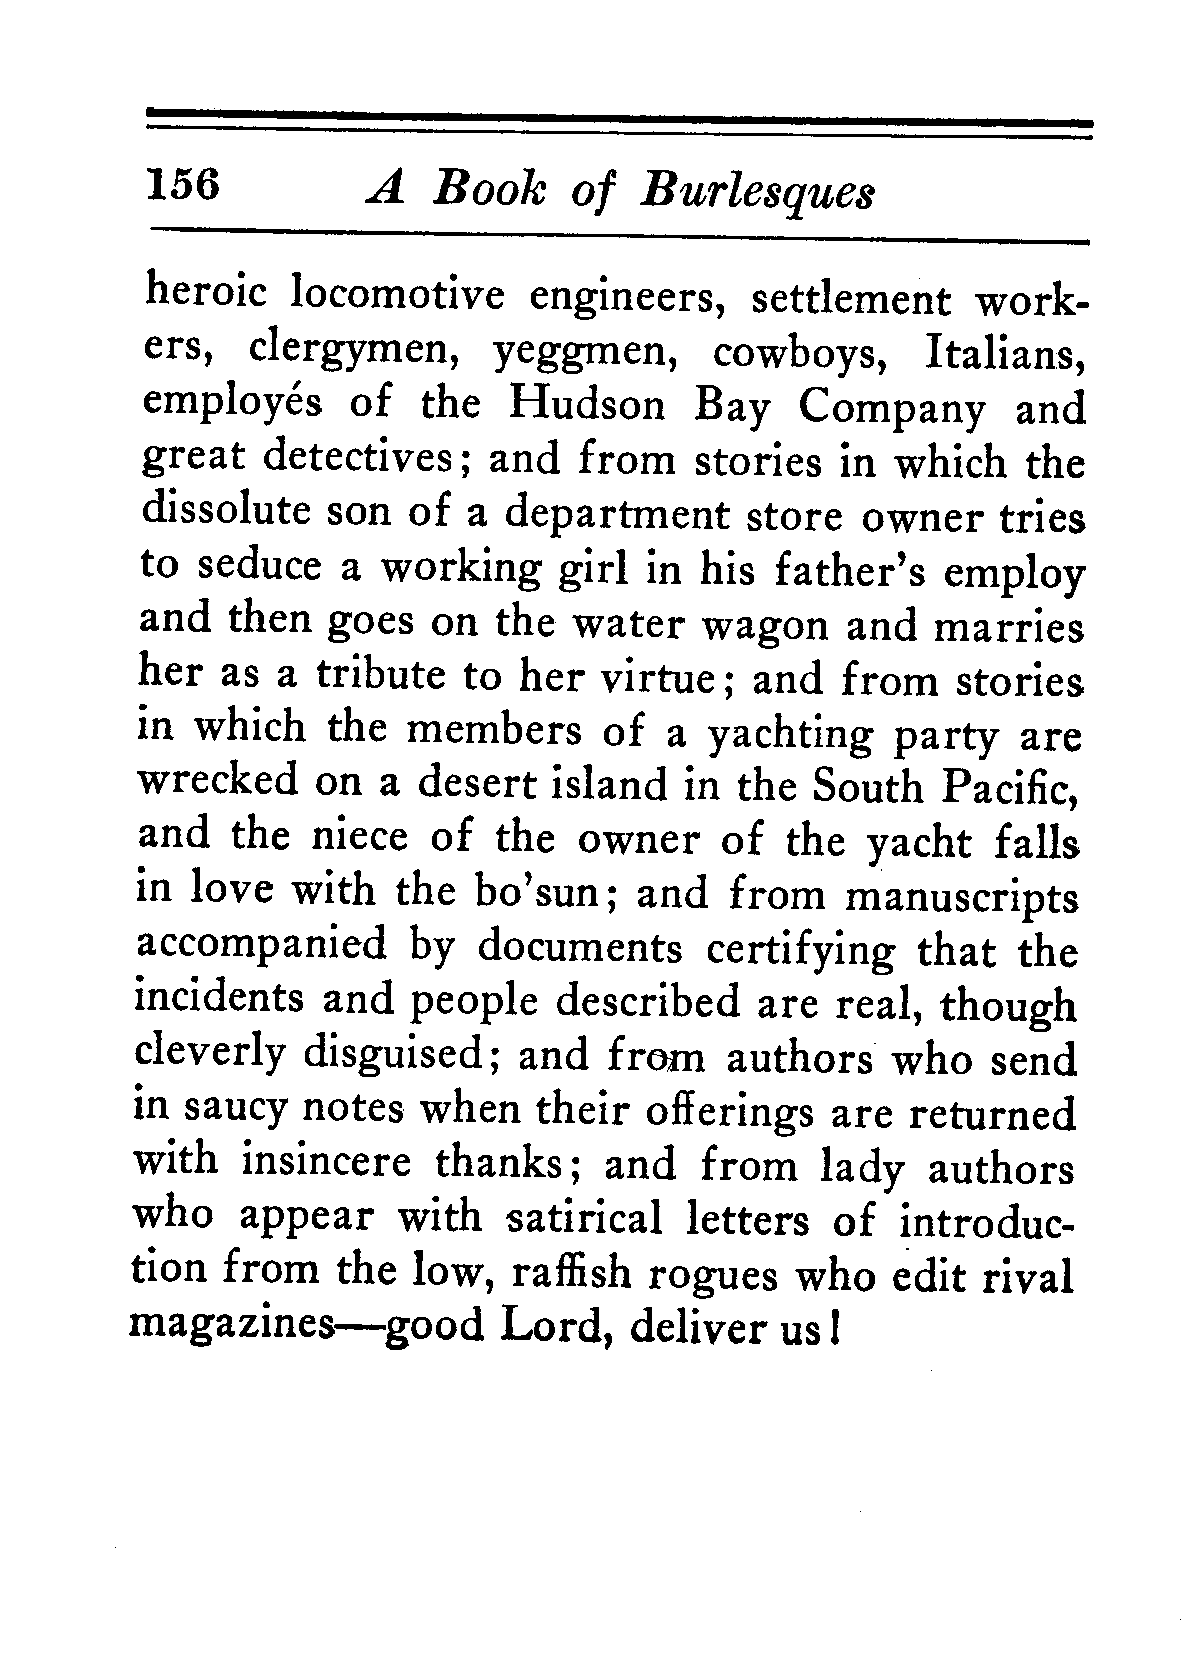 156 A Book of Burlesques
heroic locomotive engineers, settlement work-
ers, clergymen, yeggmen, cowboys, Italians,
employés of the Hudson Bay Company and
great detectives; and from stories in which the
dissolute son of a department store owner tries
to seduce a working girl in his father's employ
and then goes on the water wagon and marries
her as a tribute to her virtue; and from stories
in which the members of a yachting party are
wrecked on a desert island in the South Pacific,
and the niece of the owner of the yacht falls
in love with the bo'sun; and from manuscripts
accompanied by documents certifying that the
incidents and people described are real, though
cleverly disguised; and from authors who send
in saucy notes when their offerings are returned
with insincere thanks; and from lady authors
who appear with satirical letters of introduc-
tion from the low, raffish rogues who edit rival
magazines—good Lord, deliver us!